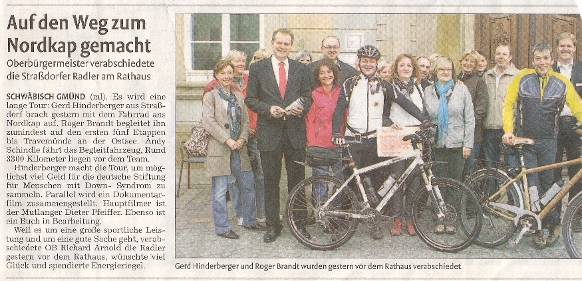 Auf den Weg zum
Nordkap gemacht
Oberbürgermeister verabschiedete
die Straßdorfer Radler am Rathaus
SCHWÄBISCH GMÜND (ml). Es wird eine
lange Tour: Gerd Hinderberger aus Straß-
dorf brach gestern mit dem Fahrrad ans
Nordkap auf. Roger Brandt begleitet ihn
zumindest auf den ersten fünf Etappen
bis Travemünde an der Ostsee. Andy
Schindle fährt das Begleitfahrzeug. Rund
3300 Kilometer liegen vor dem Team.
Hinderberger macht die Tour, um mög-
lichst viel Geld für die deutsche Stiftung
für Menschen mit Down- Syndrom zu
sammeln. Parallel wird ein Dokumentar-
film zusammengestellt. Hauptfilmer ist
der Mutlanger Dieter Pfeiffer. Ebenso ist
ein Buch in Bearbeitung.
Weil es um eine große sportliche Leis-
tung und um eine gute Sache geht, verab-
schiedete OB Richard Arnold die Radler
gestern vor dem Rathaus, wünschte viel
Glück und spendete Energieriegel.
Gerd Hinderberger und Roger Brandt wurden gestern vor dem Rathaus verabschiedet